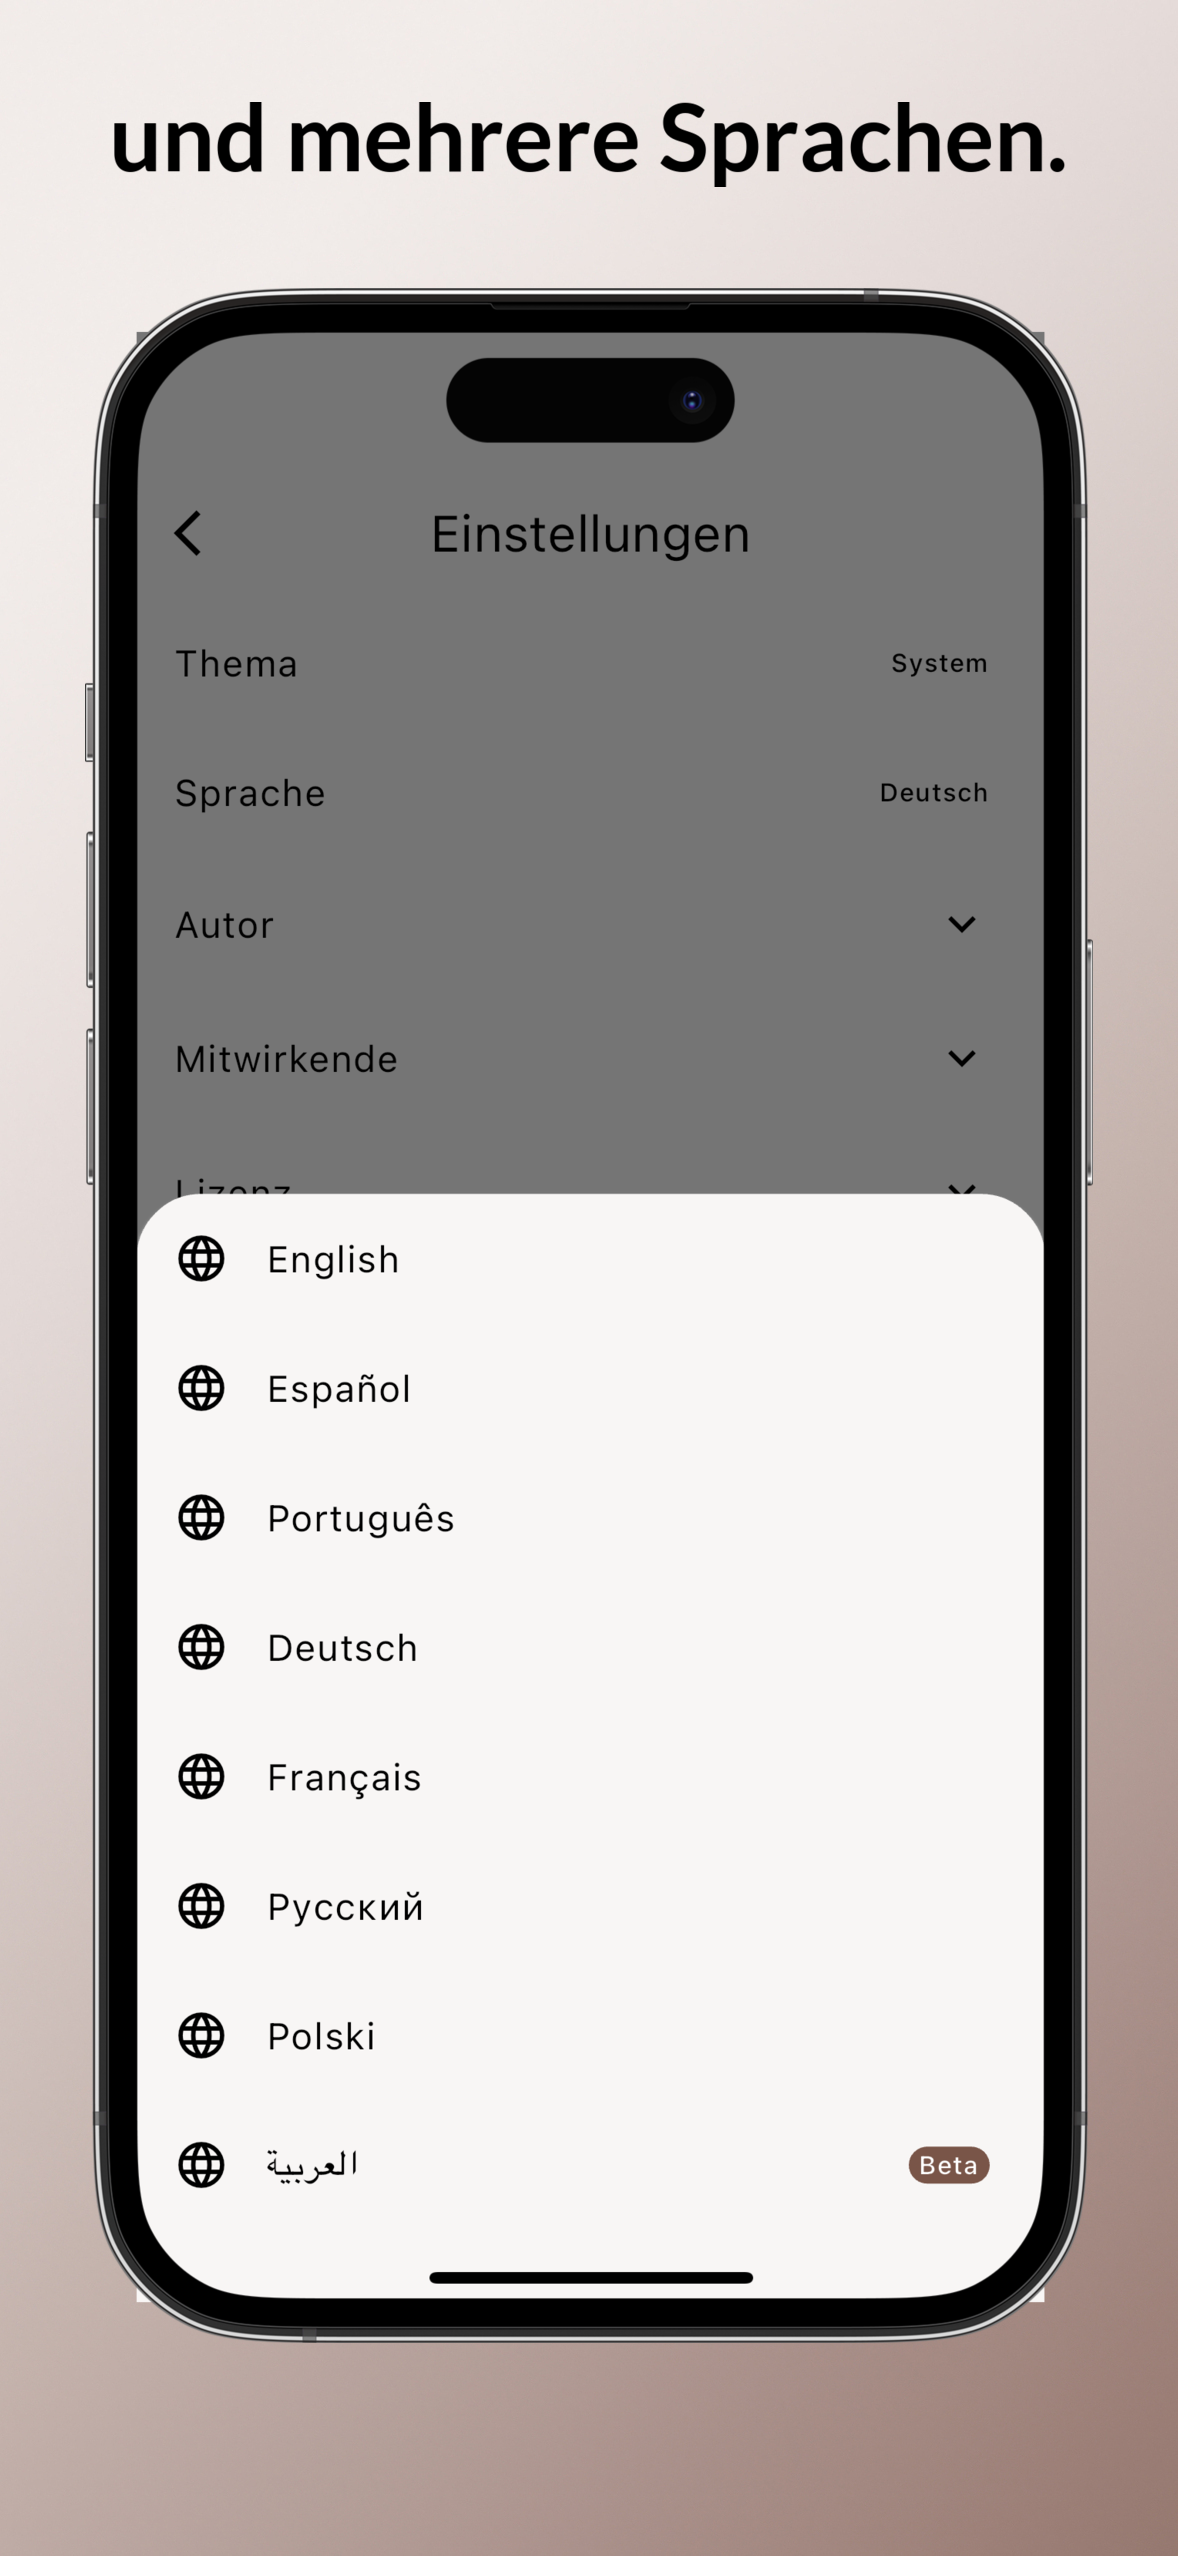 und mehrere Sprachen.
Einstellungen
Thema System
Sprache Deutsch
Autor
Mitwirkende
Lizenz
English
Español
Português
Deutsch
Français
Русский
Polski
العربية Beta